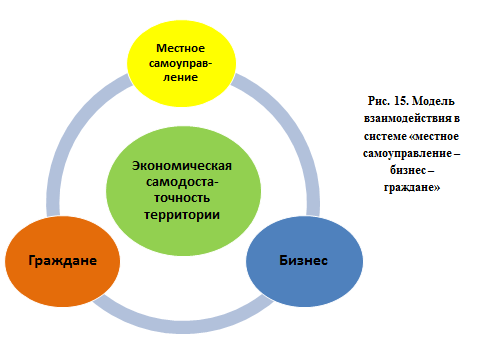 Местное
самоуправ-
ление
Экономическая
самодоста-
точность
территории
Граждане
Бизнес
Рис. 15. Модель
взаимодействия в
системе «местное
самоуправление –
бизнес –
граждане»